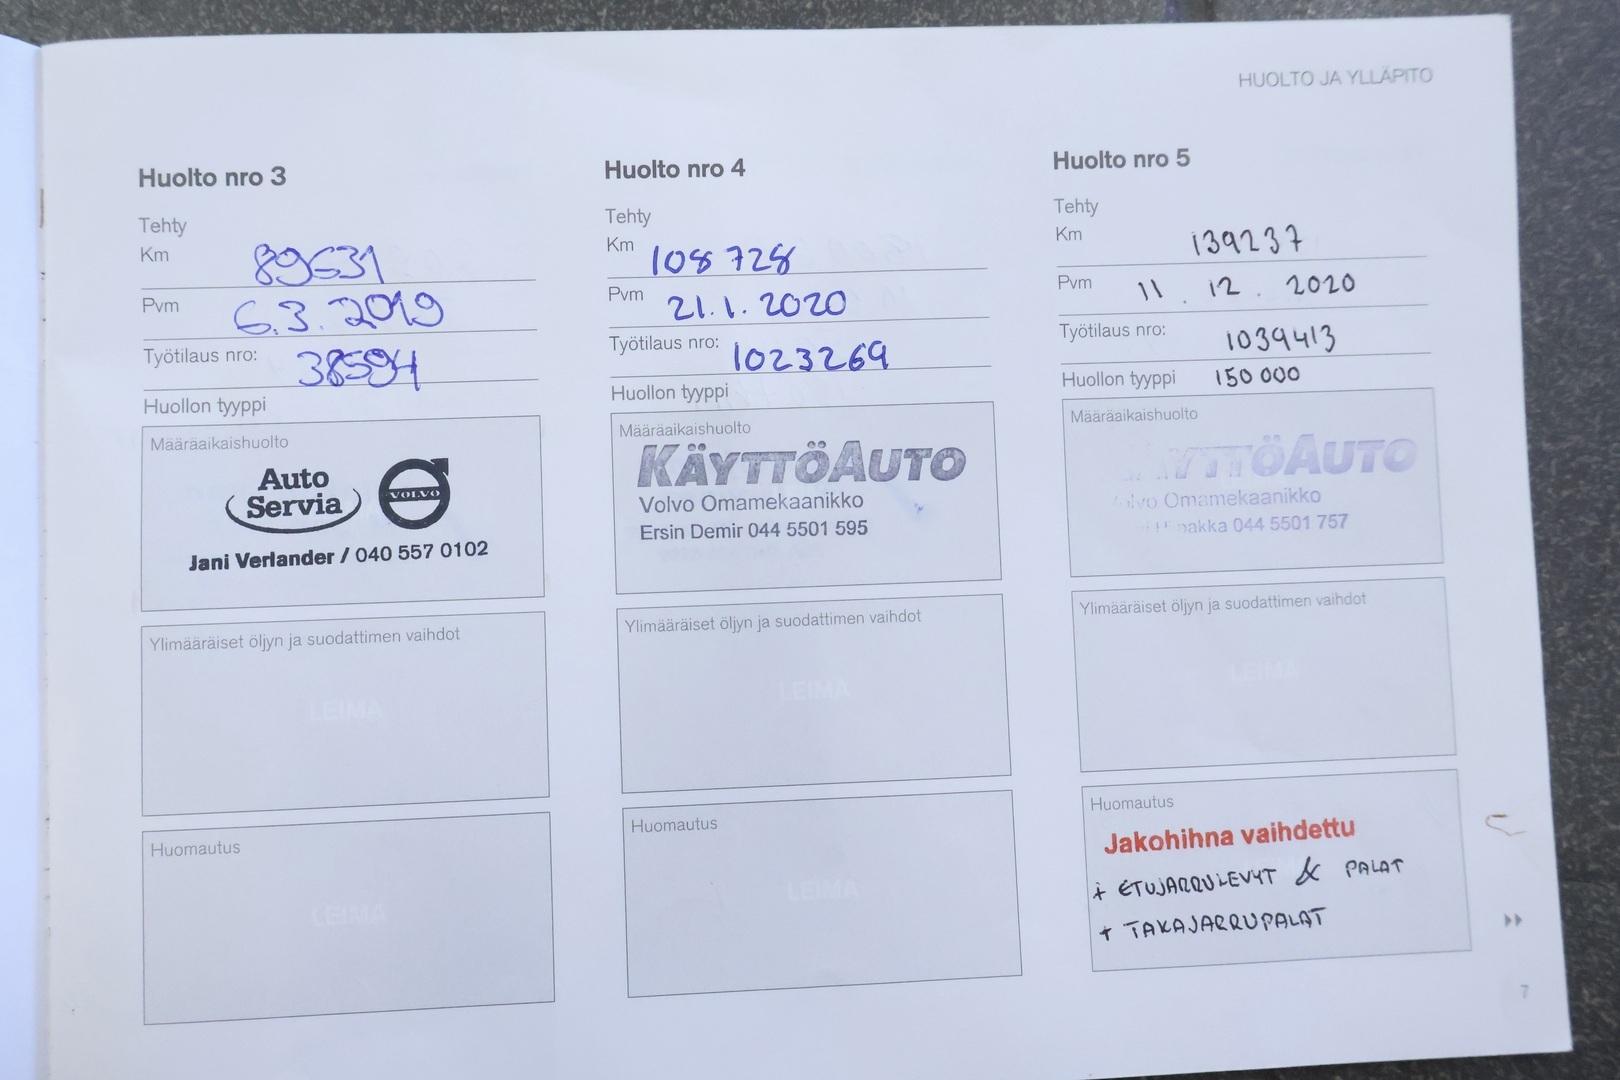 HUOLTO JA YLLÄPITO
Huolto nro 3
Tehty
Km 89631
Pvm 6.3.2019
Työtilaus nro: 38594
Huollon tyyppi
Määräaikaishuolto
Auto
Servia
VOLVO
Jani Verlander / 040 557 0102
Ylimääräiset öljyn ja suodattimen vaihdot
LEIMA
Huomautus
LEIMA
Huolto nro 4
Tehty
Km 108 728
Pvm 21.1.2020
Työtilaus nro: 1023269
Huollon tyyppi
Määräaikaishuolto
KÄYTTÖAUTO
Volvo Omamekaanikko
Ersin Demir 044 5501 595
Ylimääräiset öljyn ja suodattimen vaihdot
LEIMA
Huomautus
LEIMA
Huolto nro 5
Tehty
Km 139237
Pvm 11.12.2020
Työtilaus nro: 1039413
Huollon tyyppi 150 000
Määräaikaishuolto
KÄYTTÖAUTO
Volvo Omamekaanikko
044 5501 757
Ylimääräiset öljyn ja suodattimen vaihdot
LEIMA
Huomautus
Jakohihna vaihdettu
+ ETUJARRULEVYT & PALAT
+ TAKAJARRUPALAT
7